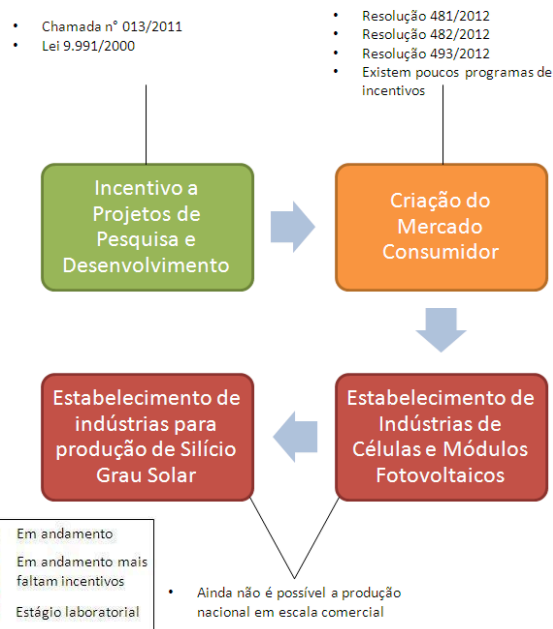 • Chamada n° 013/2011
• Lei 9.991/2000
• Resolução 481/2012
• Resolução 482/2012
• Resolução 493/2012
• Existem poucos programas de
incentivos
Incentivo a
Projetos de
Pesquisa e
Desenvolvimento
Criação do
Mercado
Consumidor
Estabelecimento de
Indústrias de
Células e Módulos
Fotovoltaicos
Estabelecimento de
indústrias para
produção de Silício
Grau Solar
Em andamento
Em andamento mais
faltam incentivos
Estágio laboratorial
• Ainda não é possível a produção
nacional em escala comercial